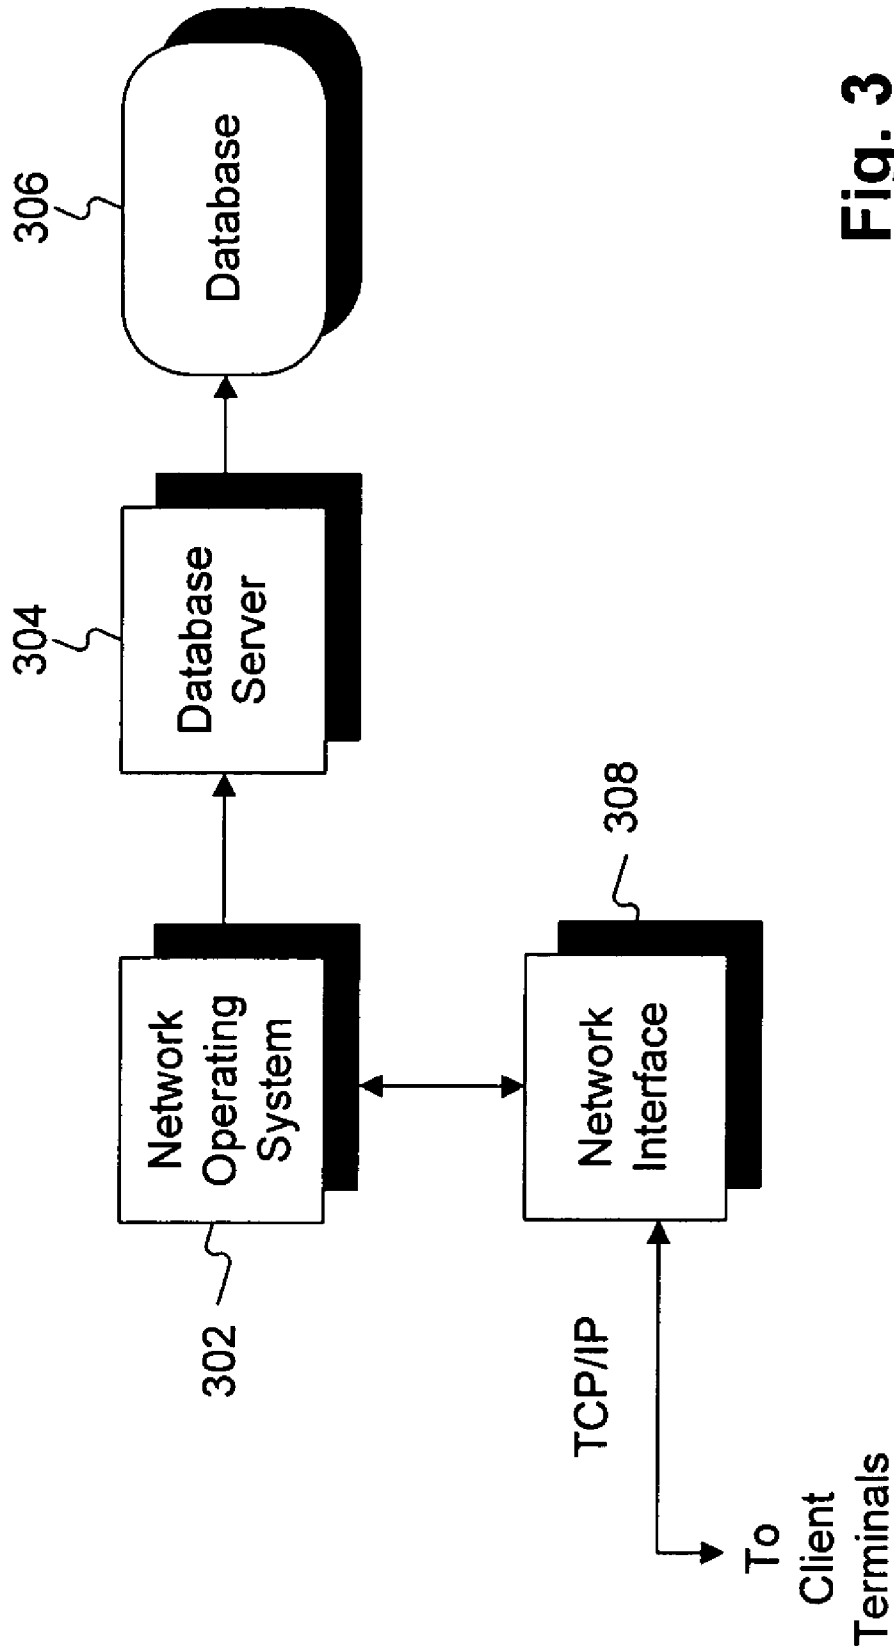 306
Database
304
Database
Server
302
Network
Operating
System
308
Network
Interface
TCP/IP
To
Client
Terminals
Fig. 3